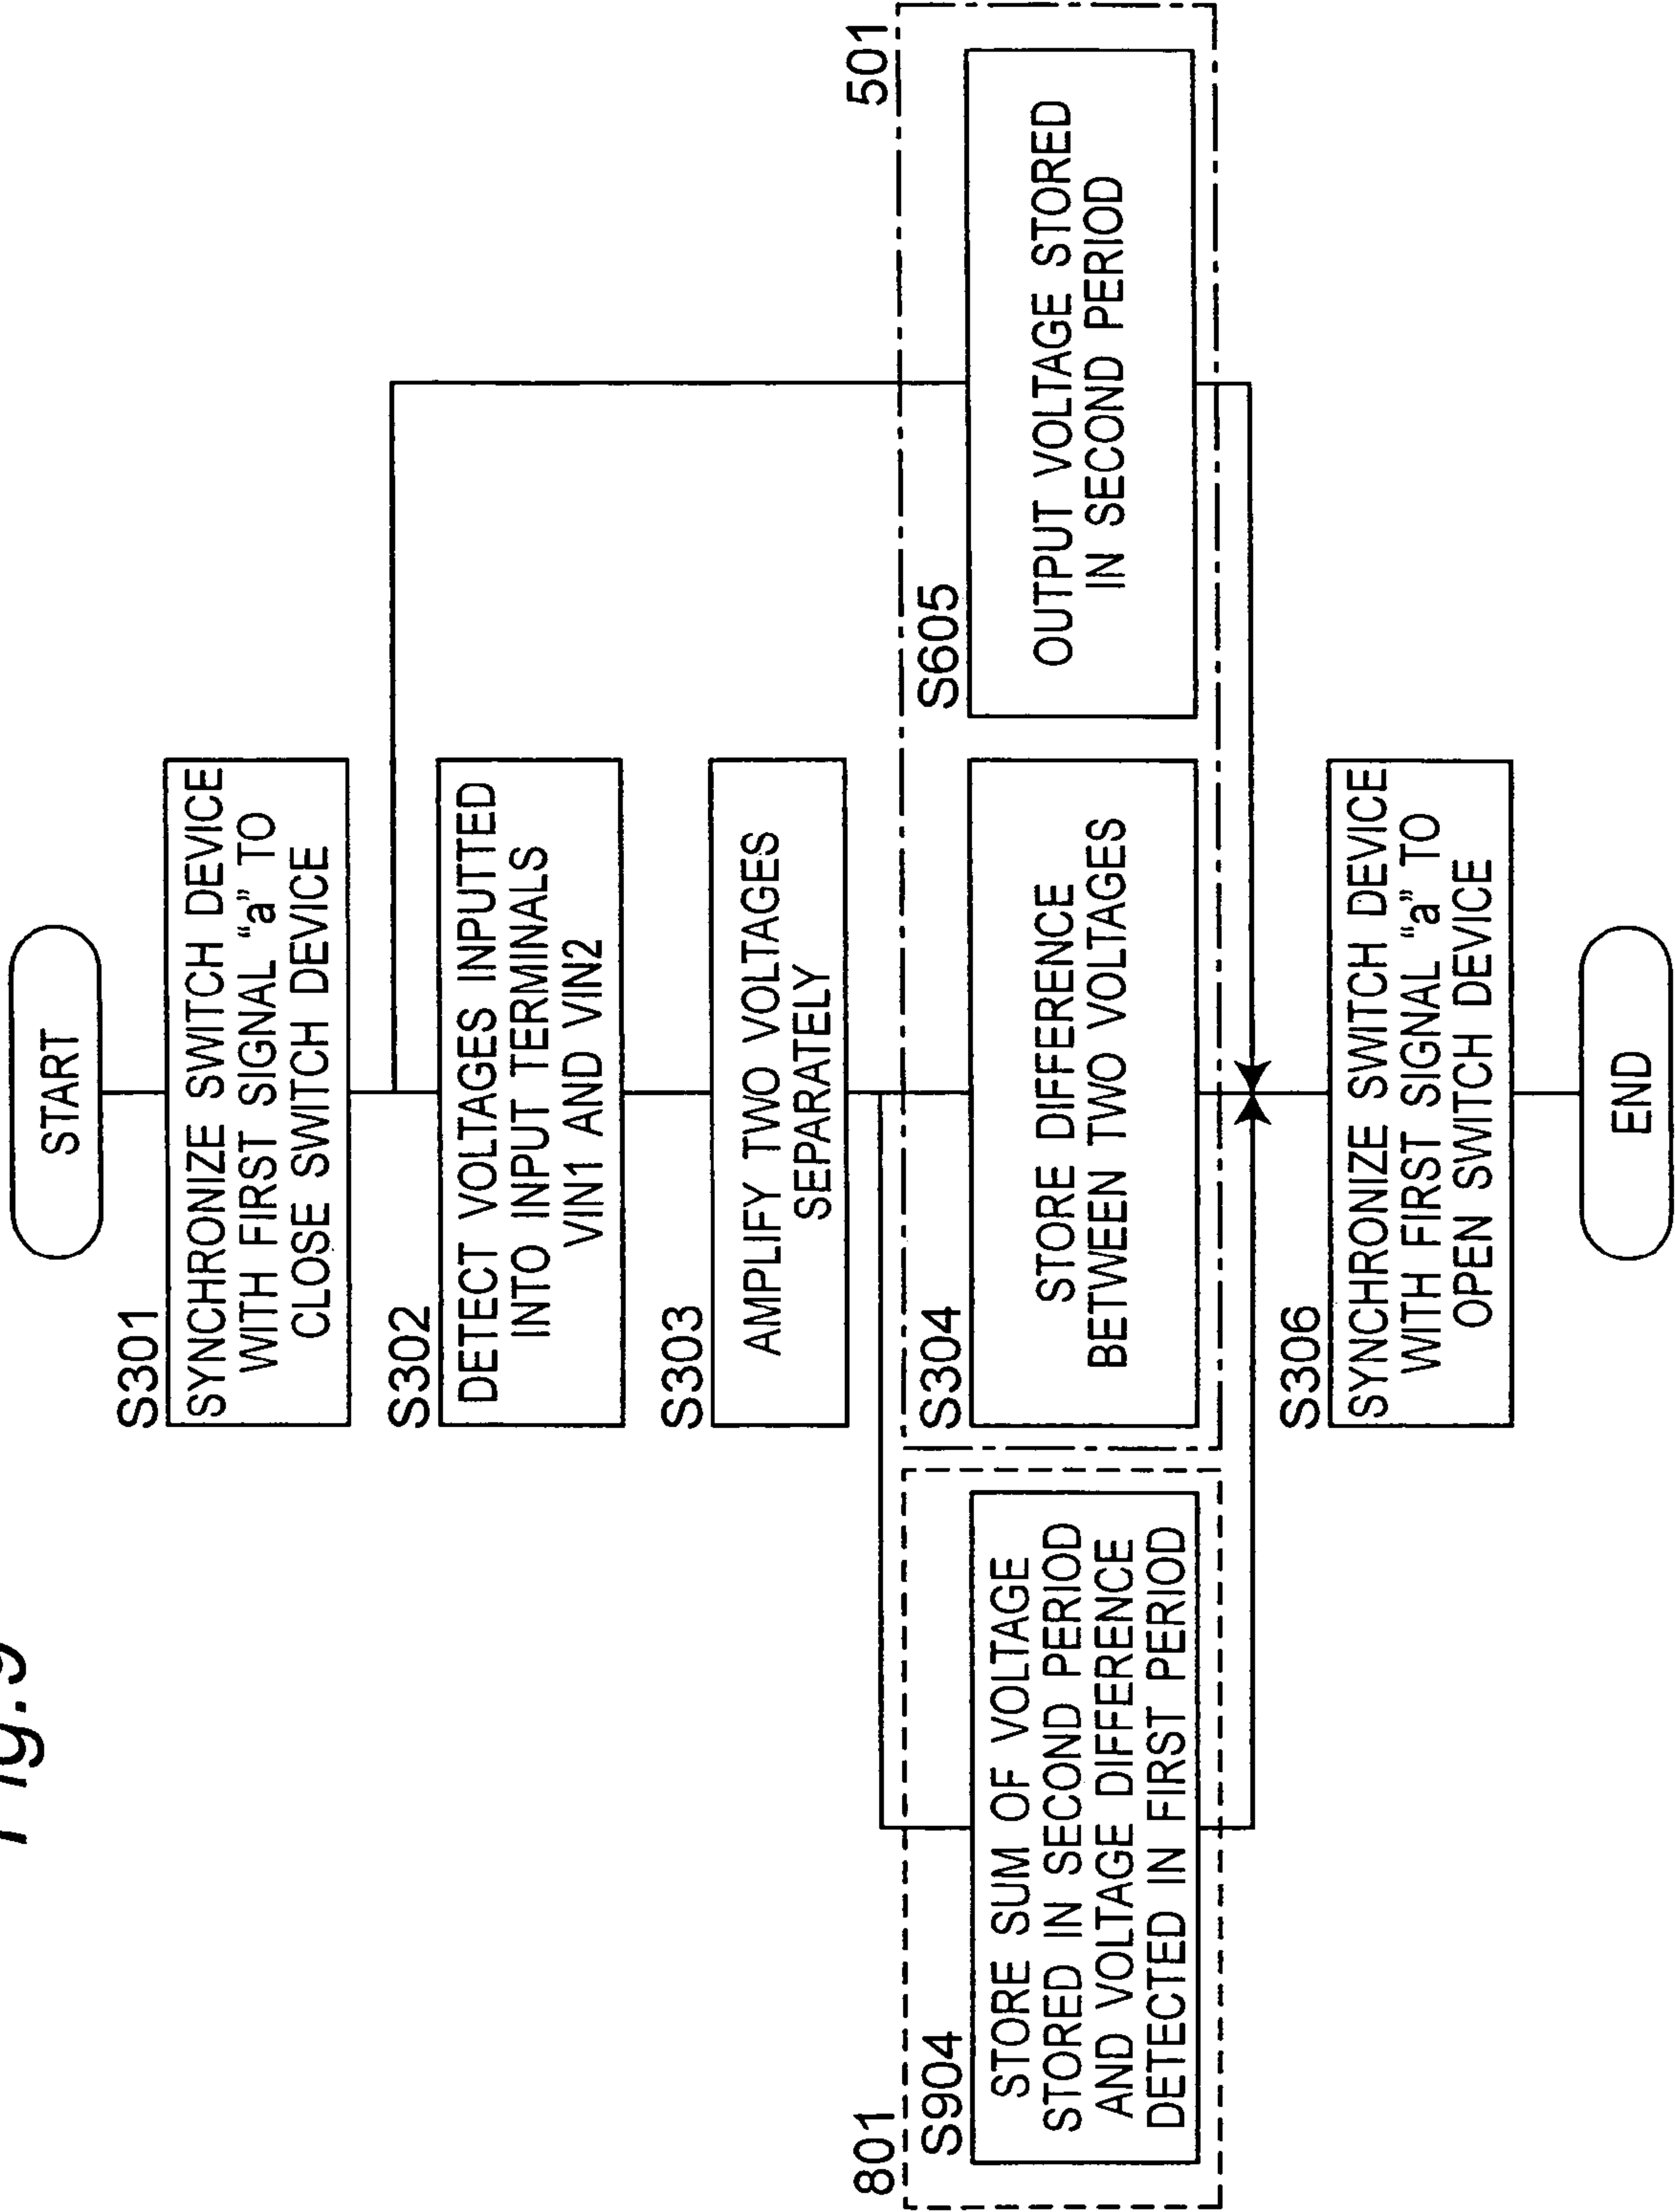 Fig.9
START
S301
SYNCHRONIZE SWITCH DEVICE
WITH FIRST SIGNAL "a" TO
CLOSE SWITCH DEVICE
S302
DETECT VOLTAGES INPUTTED
INTO INPUT TERMINALS
VIN1 AND VIN2
S303
AMPLIFY TWO VOLTAGES
SEPARATELY
801
S904
STORE SUM OF VOLTAGE
STORED IN SECOND PERIOD
AND VOLTAGE DIFFERENCE
DETECTED IN FIRST PERIOD
S304
STORE DIFFERENCE
BETWEEN TWO VOLTAGES
501
S605
OUTPUT VOLTAGE STORED
IN SECOND PERIOD
S306
SYNCHRONIZE SWITCH DEVICE
WITH FIRST SIGNAL "a" TO
OPEN SWITCH DEVICE
END